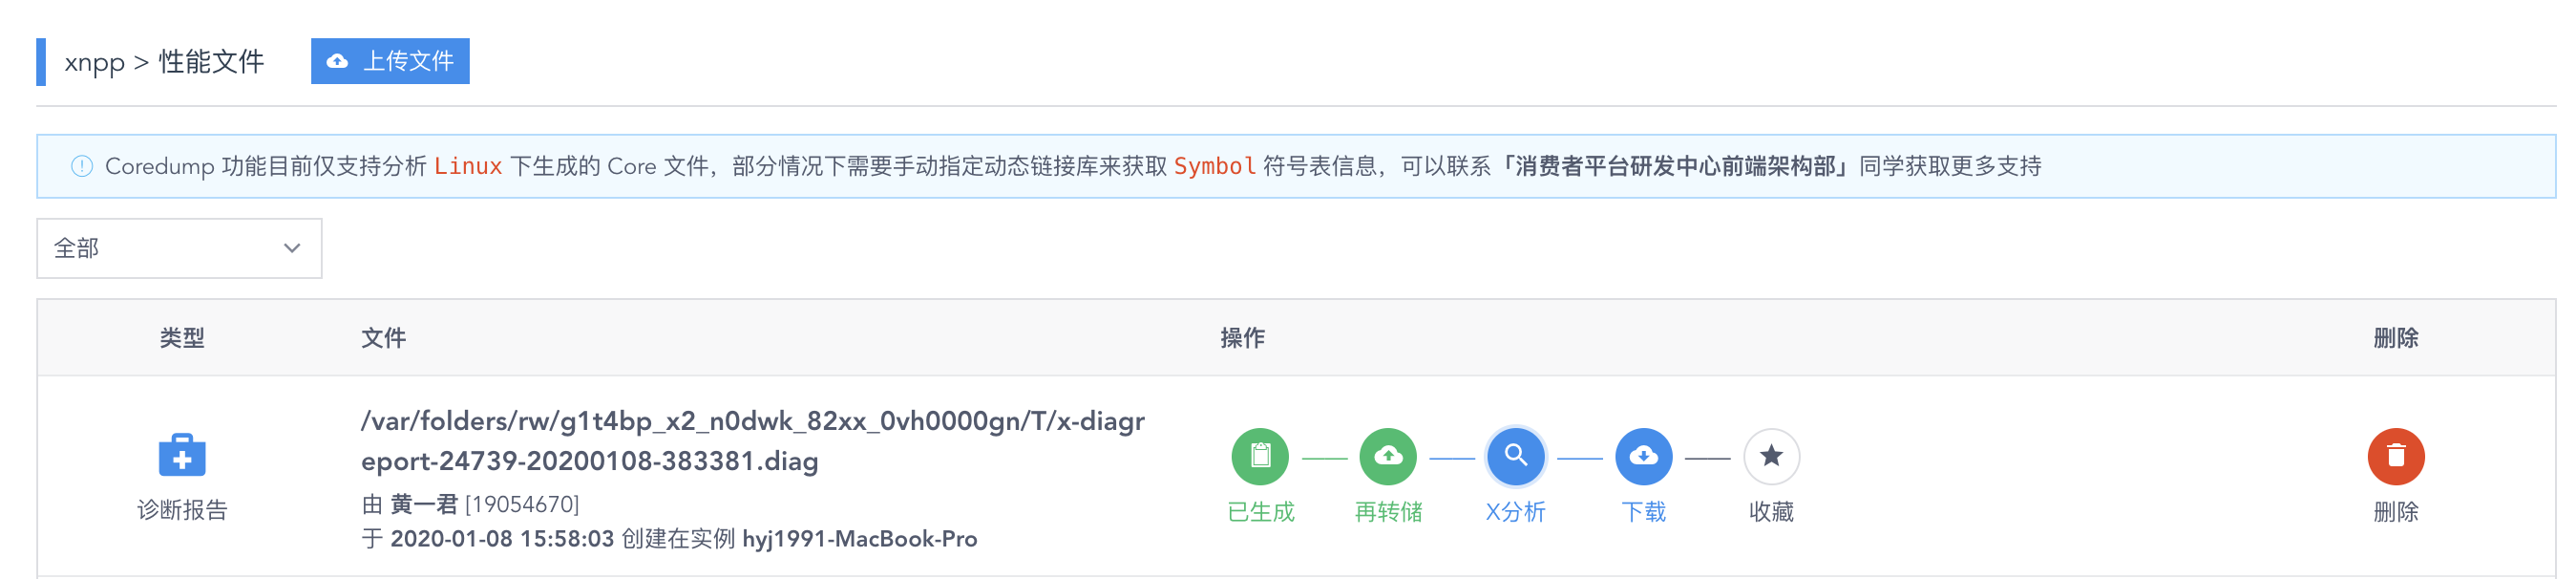 xnpp > 性能文件
上传文件
Coredump 功能目前仅支持分析 Linux 下生成的 Core 文件，部分情况下需要手动指定动态链接库来获取 Symbol 符号表信息，可以联系「消费者平台研发中心前端架构部」同学获取更多支持
全部
类型 文件 操作 删除
/var/folders/rw/g1t4bp_x2_n0dwk_82xx_0vh0000gn/T/x-diagr
eport-24739-20200108-383381.diag
由 黄一君 [19054670]
于 2020-01-08 15:58:03 创建在实例 hyj1991-MacBook-Pro
诊断报告
已生成 再转储 X分析 下载 收藏 删除